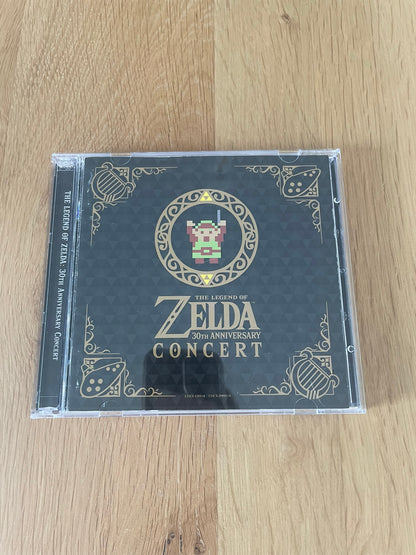 THE LEGEND OF ZELDA: 30TH ANNIVERSARY CONCERT
THE LEGEND OF
ZELDA
30TH ANNIVERSARY
CONCERT